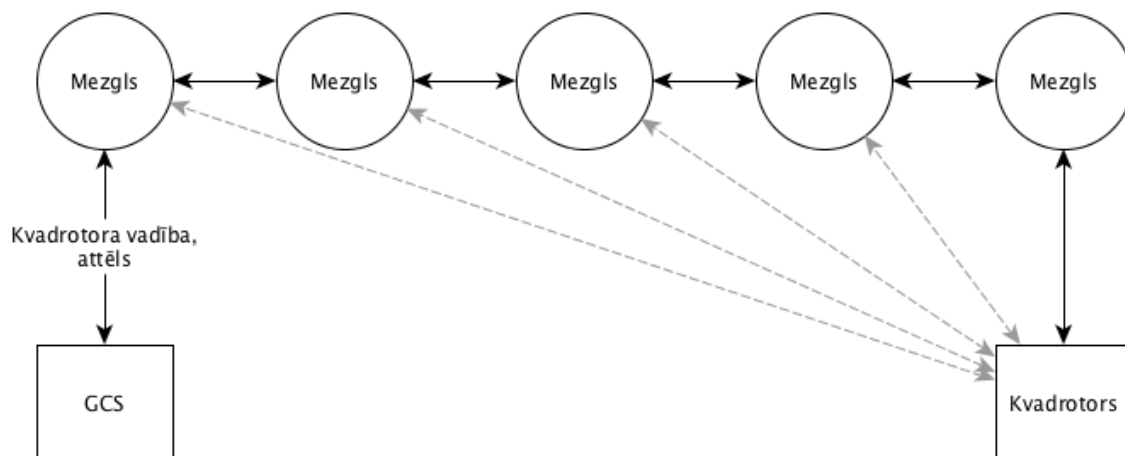 Mezgls
Mezgls
Mezgls
Mezgls
Mezgls
Kvadrotora vadība,
attēls
GCS
Kvadrotors